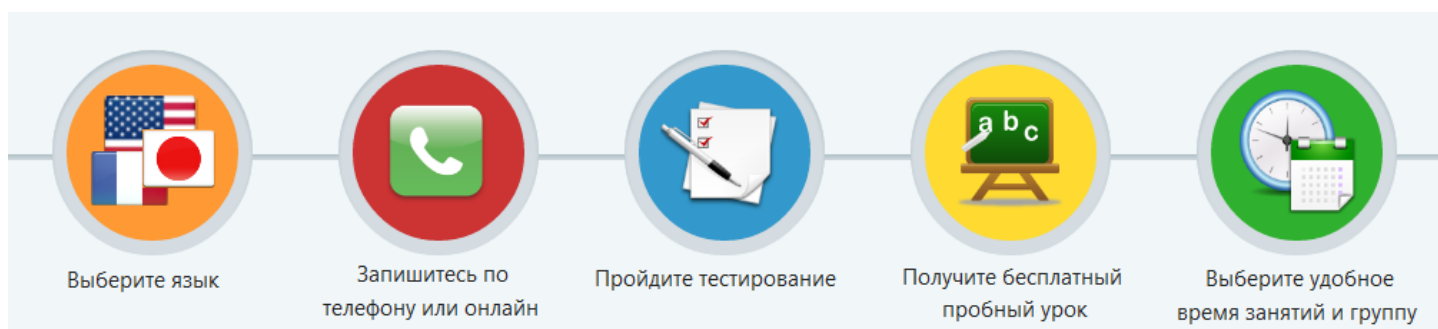 a b c
Выберите язык
Запишитесь по
телефону или онлайн
Пройдите тестирование
Получите бесплатный
пробный урок
Выберите удобное
время занятий и группу